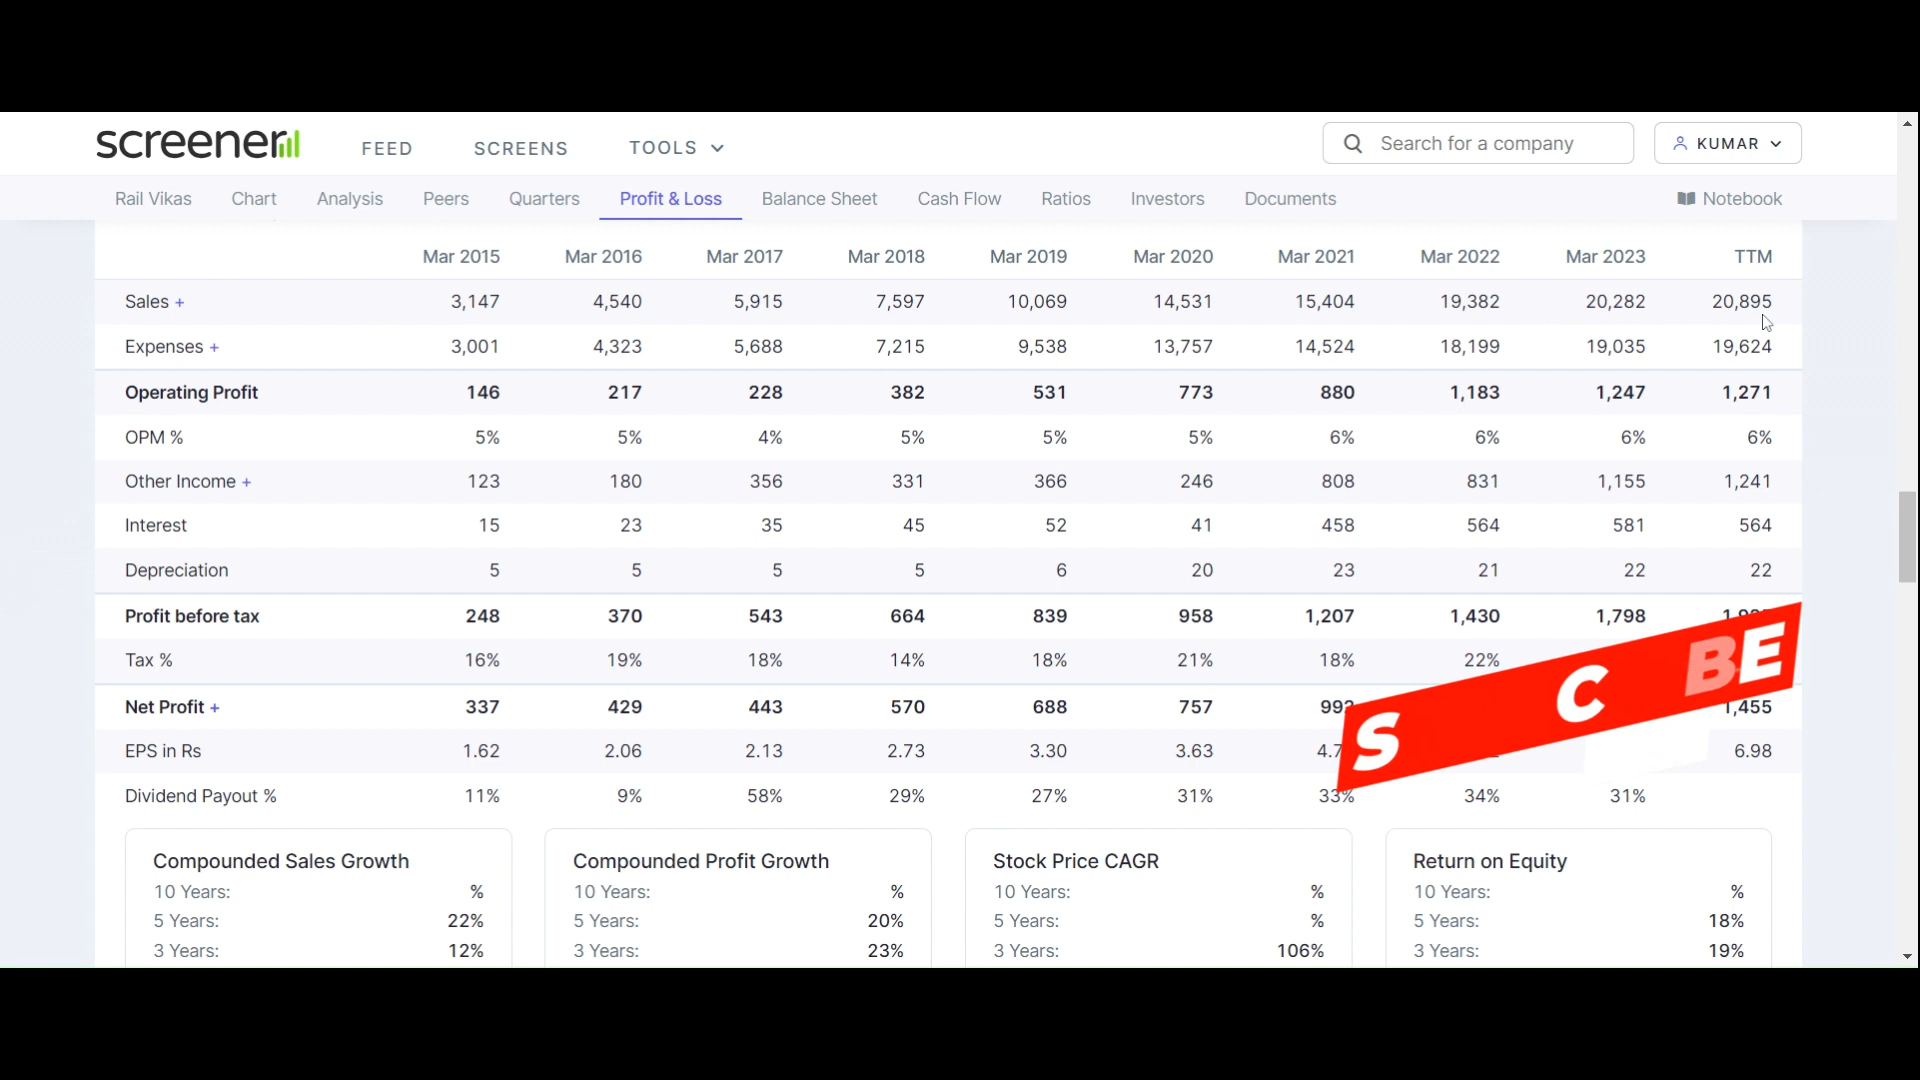 screener
FEED SCREENS TOOLS Search for a company KUMAR
Rail Vikas Chart Analysis Peers Quarters Profit & Loss Balance Sheet Cash Flow Ratios Investors Documents Notebook
Mar 2015 Mar 2016 Mar 2017 Mar 2018 Mar 2019 Mar 2020 Mar 2021 Mar 2022 Mar 2023 TTM
Sales + 3,147 4,540 5,915 7,597 10,069 14,531 15,404 19,382 20,282 20,895
Expenses + 3,001 4,323 5,688 7,215 9,538 13,757 14,524 18,199 19,035 19,624
Operating Profit 146 217 228 382 531 773 880 1,183 1,247 1,271
OPM % 5% 5% 4% 5% 5% 5% 6% 6% 6% 6%
Other Income + 123 180 356 331 366 246 808 831 1,155 1,241
Interest 15 23 35 45 52 41 458 564 581 564
Depreciation 5 5 5 5 6 20 23 21 22 22
Profit before tax 248 370 543 664 839 958 1,207 1,430 1,798
Tax % 16% 19% 18% 14% 18% 21% 18% 22%
S C BE
Net Profit + 337 429 443 570 688 757 1,455
EPS in Rs 1.62 2.06 2.13 2.73 3.30 3.63 6.98
Dividend Payout % 11% 9% 58% 29% 27% 31% 33% 34% 31%
Compounded Sales Growth
10 Years: %
5 Years: 22%
3 Years: 12%
Compounded Profit Growth
10 Years: %
5 Years: 20%
3 Years: 23%
Stock Price CAGR
10 Years: %
5 Years: %
3 Years: 106%
Return on Equity
10 Years: %
5 Years: 18%
3 Years: 19%